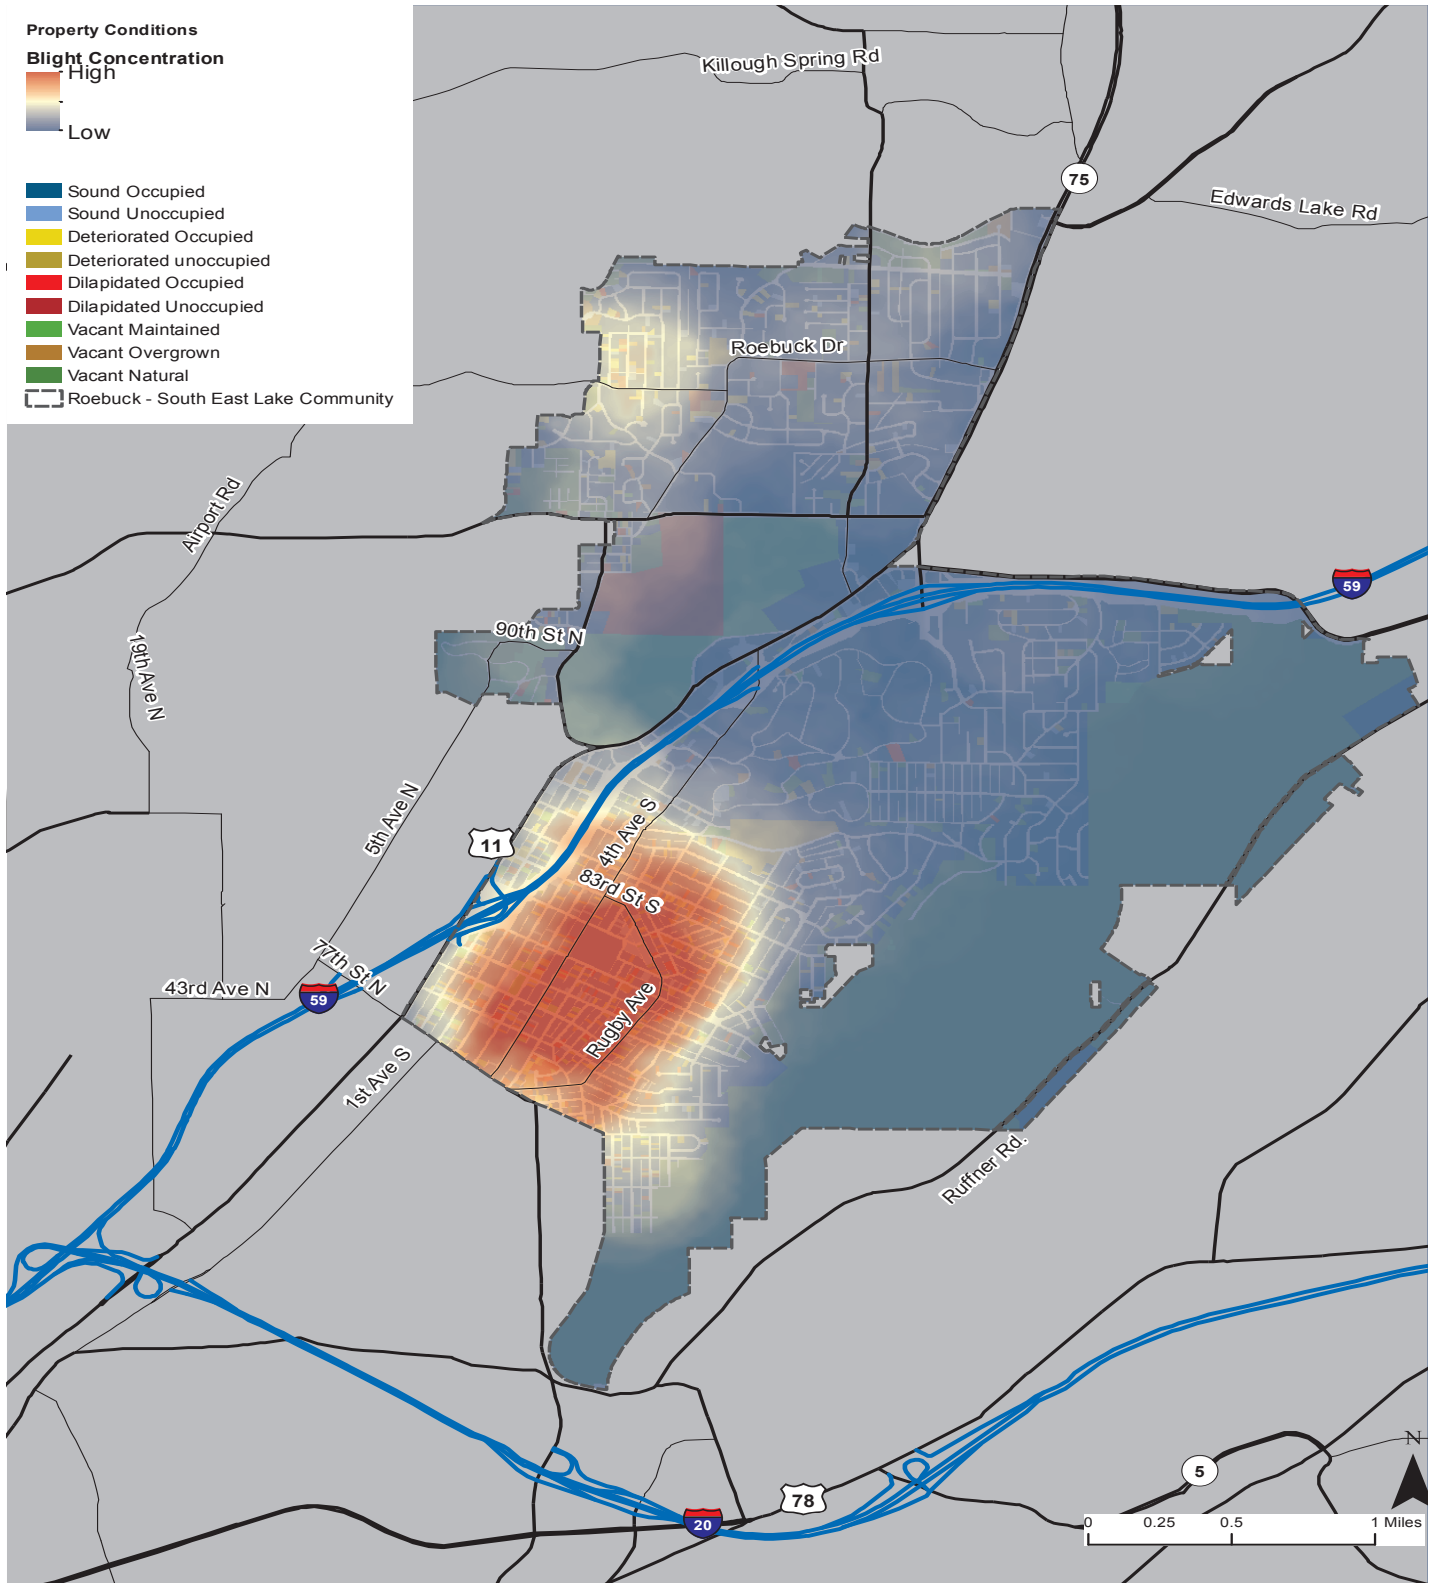 Property Conditions
Blight Concentration
High
Low
Sound Occupied
Sound Unoccupied
Deteriorated Occupied
Deteriorated unoccupied
Dilapidated Occupied
Dilapidated Unoccupied
Vacant Maintained
Vacant Overgrown
Vacant Natural
Roebuck - South East Lake Community
Killough Spring Rd
75
Edwards Lake Rd
Roebuck Dr
Airport Rd
59
90th St N
19th Ave N
5th Ave N
11
4th Ave S
83rd St S
77th St N
43rd Ave N
59
Rugby Ave
1st Ave S
Ruffner Rd.
N
5
78
20
0 0.25 0.5 1 Miles